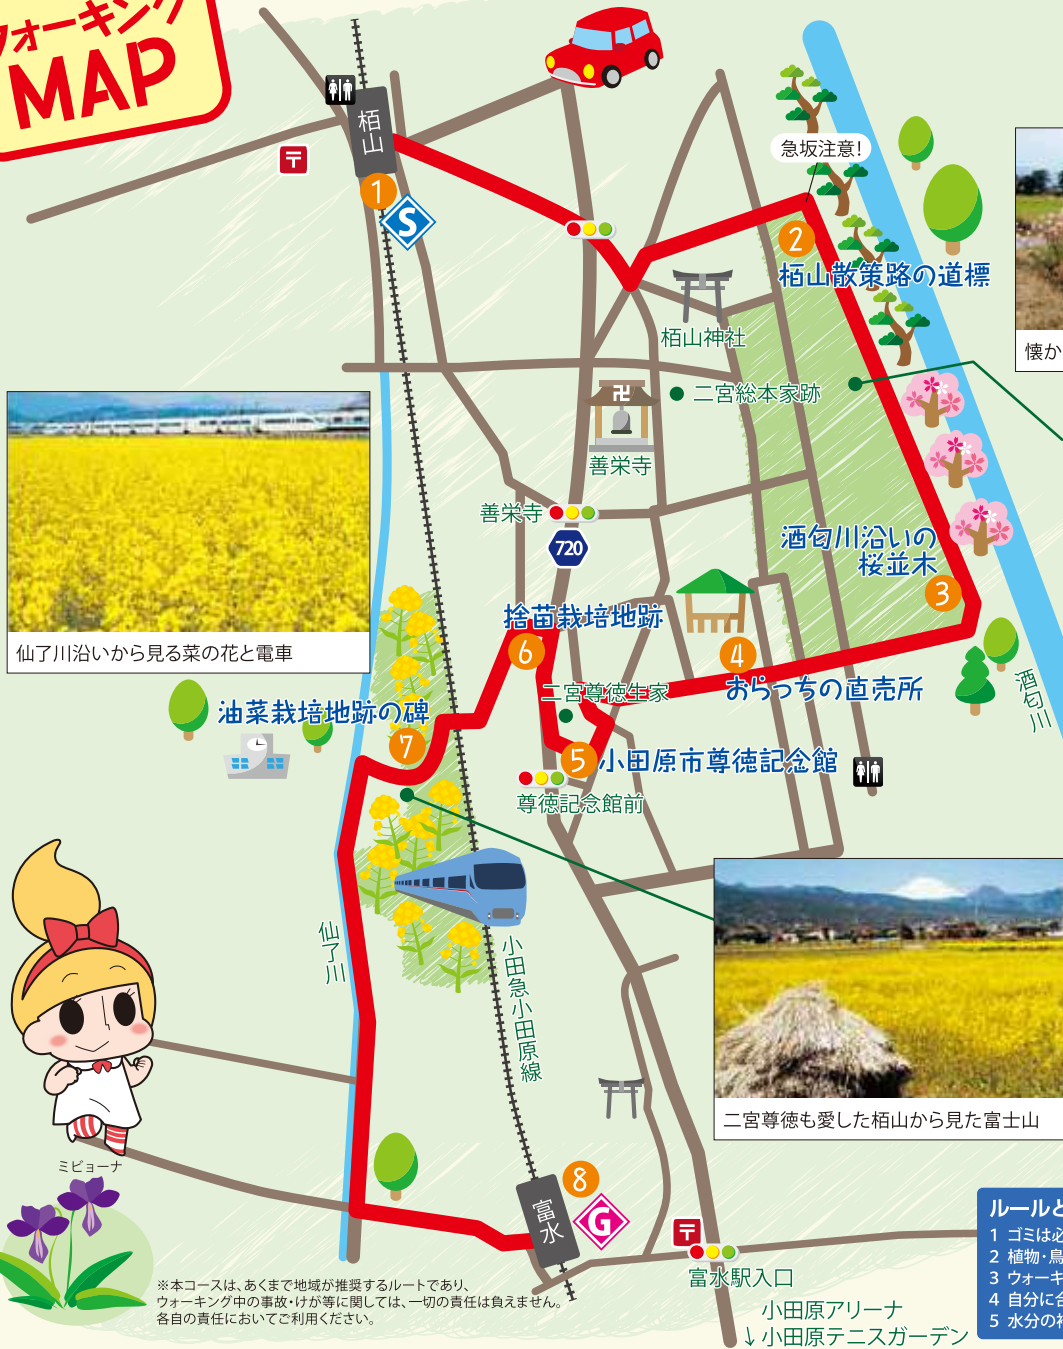 ウォーキング
MAP
栢山
1
S
急坂注意!
2
栢山散策路の道標
栢山神社
懐か
二宮総本家跡
善栄寺
善栄寺
720
酒匂川沿いの
桜並木
3
仙了川沿いから見る菜の花と電車
捨苗栽培地跡
6
4
おらっちの直売所
二宮尊徳生家
酒匂川
油菜栽培地跡の碑
7
5
小田原市尊徳記念館
尊徳記念館前
仙了川
小田急小田原線
二宮尊徳も愛した栢山から見た富士山
ミビョーナ
8
富水
G
富水駅入口
ルールと
1 ゴミは必
2 植物・鳥
3 ウォーキ
4 自分に合
5 水分の補
※本コースは、あくまで地域が推奨するルートであり、
ウォーキング中の事故・けが等に関しては、一切の責任は負えません。
各自の責任においてご利用ください。
小田原アリーナ
↓小田原テニスガーデン